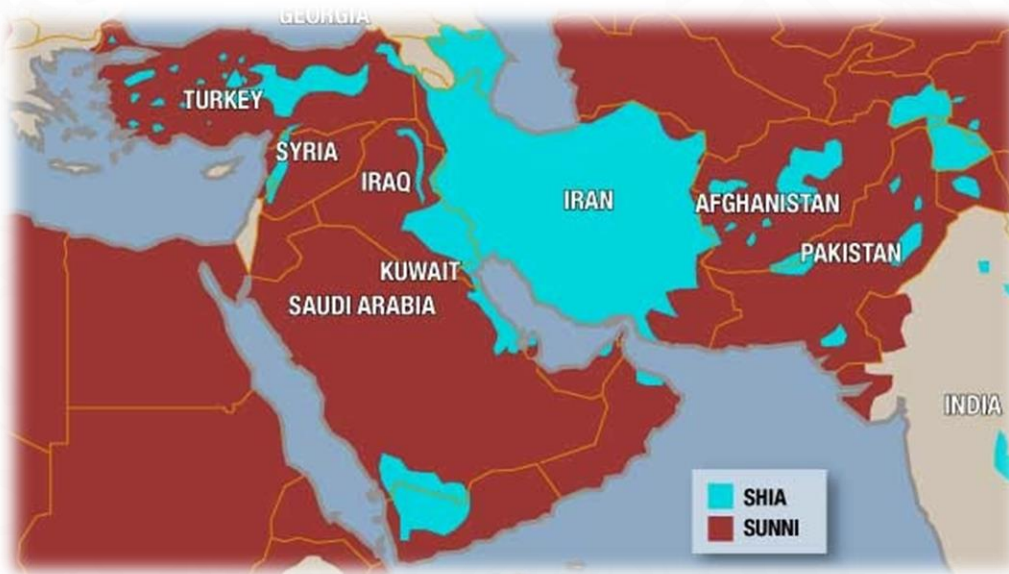 GEORGIA
TURKEY
SYRIA
IRAQ
IRAN
AFGHANISTAN
PAKISTAN
KUWAIT
SAUDI ARABIA
INDIA
SHIA
SUNNI